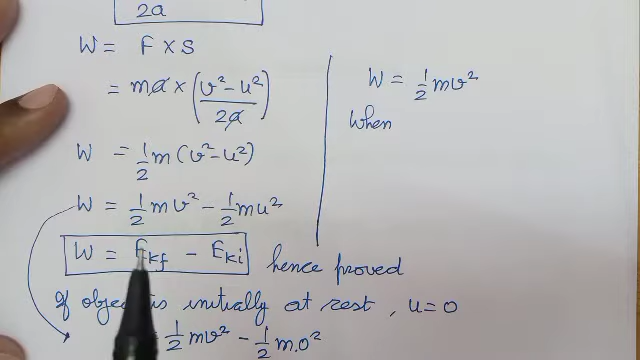 2a
W = F × S
= ma × (v² - u² / 2a)
W = 1/2 m (v² - u²)
W = 1/2 mv² - 1/2 mu²
W = Ekf - Eki hence proved
If object is initially at rest, u = 0
= 1/2 mv² - 1/2 m.0²
W = 1/2 mv²
When